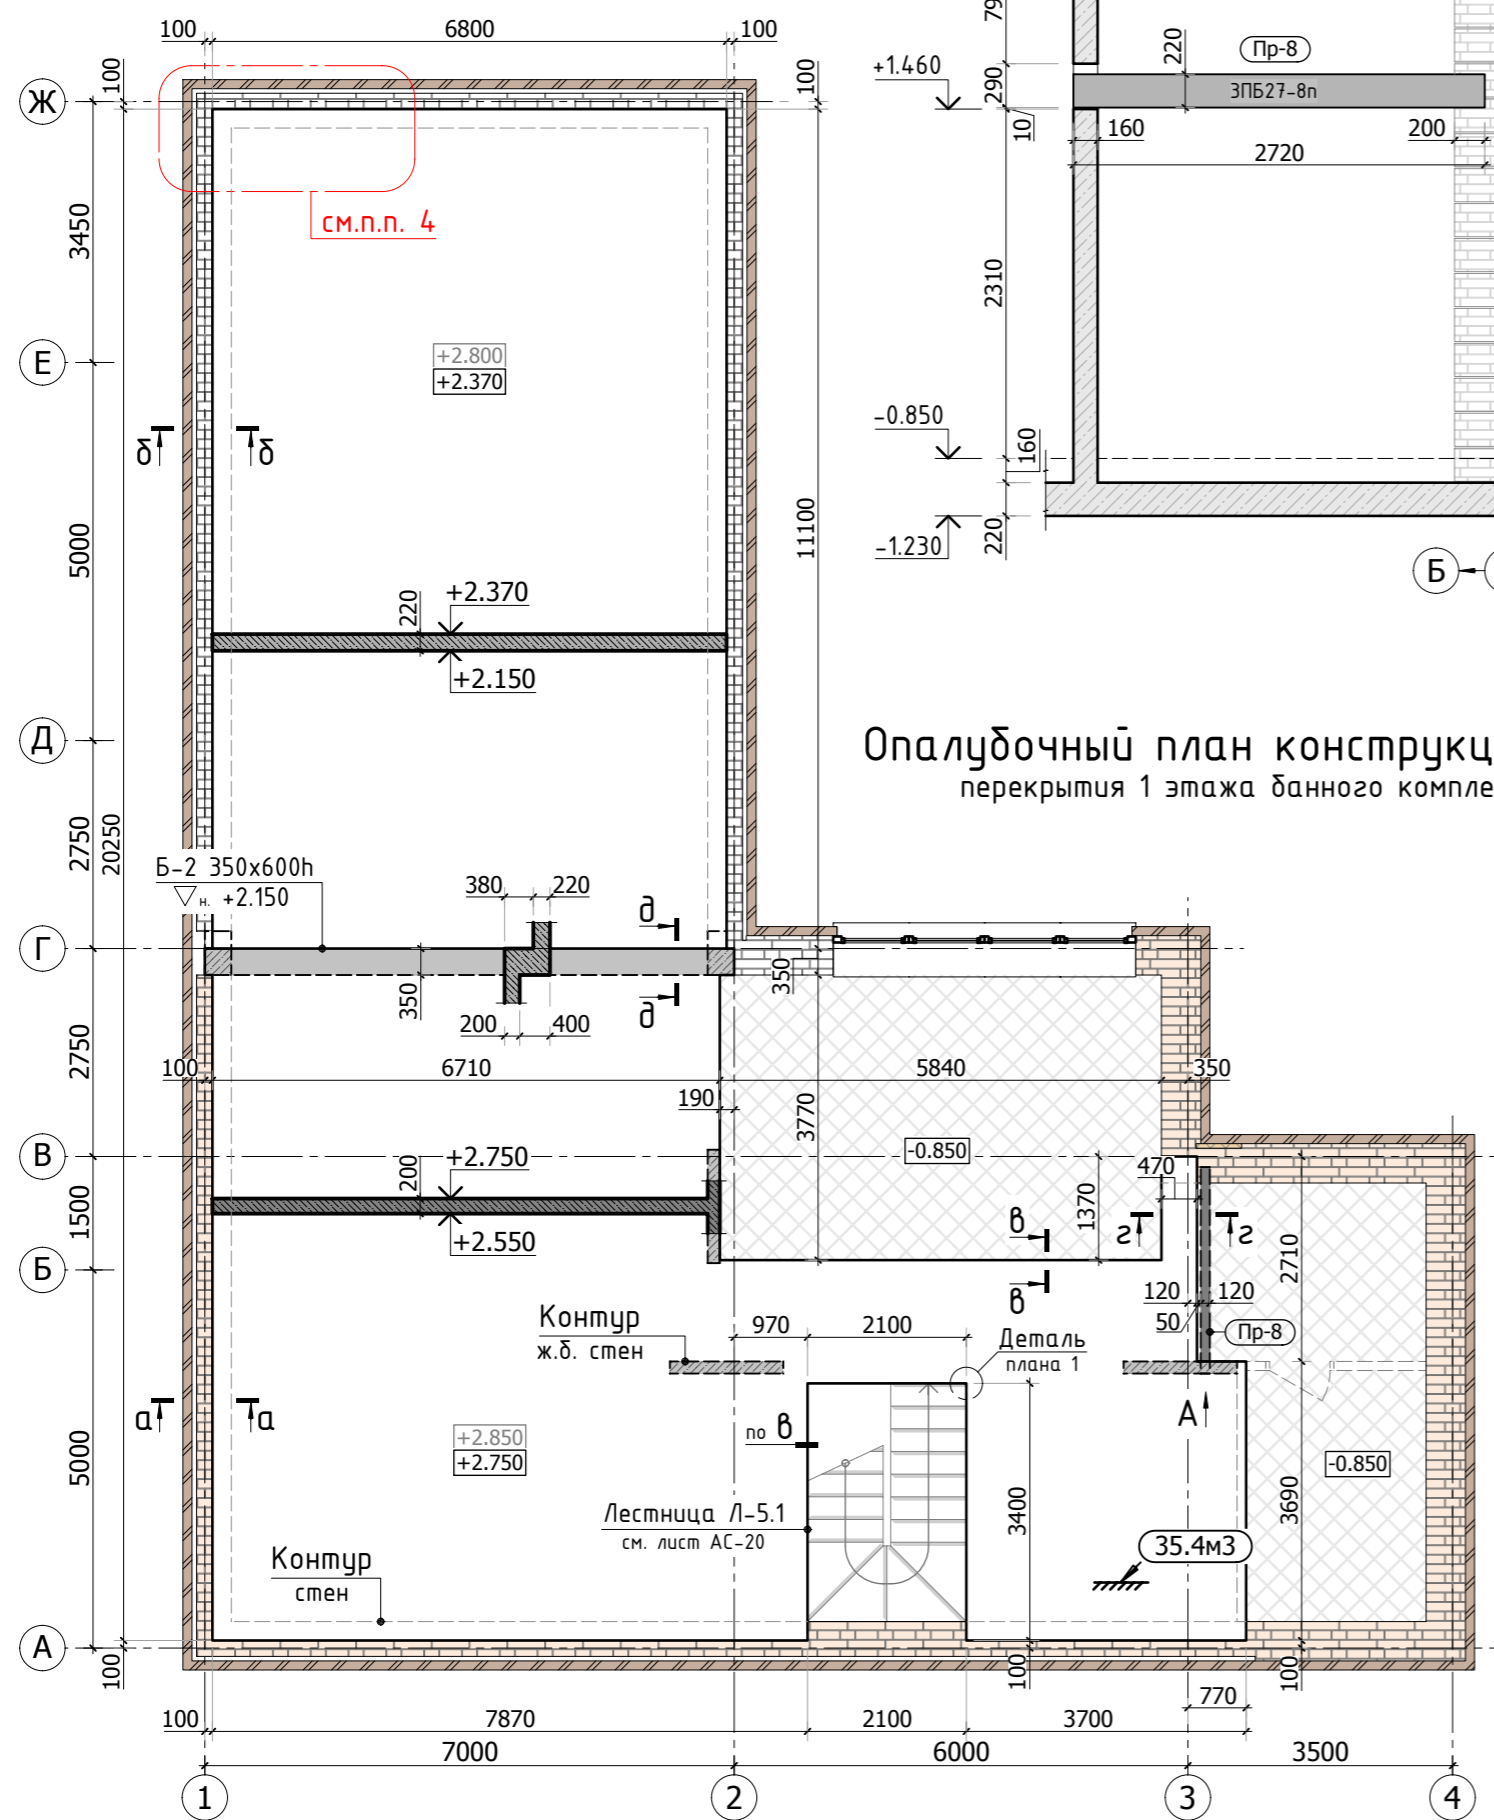 100
6800
100
100
100
Ж
см.п.п. 4
3450
Е
+2.800
+2.370
б
б
5000
11100
220
+2.370
+2.150
Д
2750
20250
Б-2 350х600h
н. +2.150
380
220
д
Г
350
350
200
400
д
2750
100
6710
5840
350
190
3770
-0.850
В
200
+2.750
470
1370
+2.550
1500
в
г
г
2710
Б
в
120
120
50
Пр-8
Контур
ж.б. стен
970
2100
Деталь
плана 1
а
а
по в
А
5000
+2.850
+2.750
-0.850
3690
3400
Лестница Л-5.1
см. лист АС-20
35.4м3
Контур
стен
А
100
100
100
770
100
7870
2100
3700
7000
6000
3500
1
2
3
4
79
+1.460
290
220
Пр-8
3ПБ27-8п
10
160
200
2720
2310
-0.850
160
-1.230
220
Б
Опалубочный план конструкц
перекрытия 1 этажа банного компле